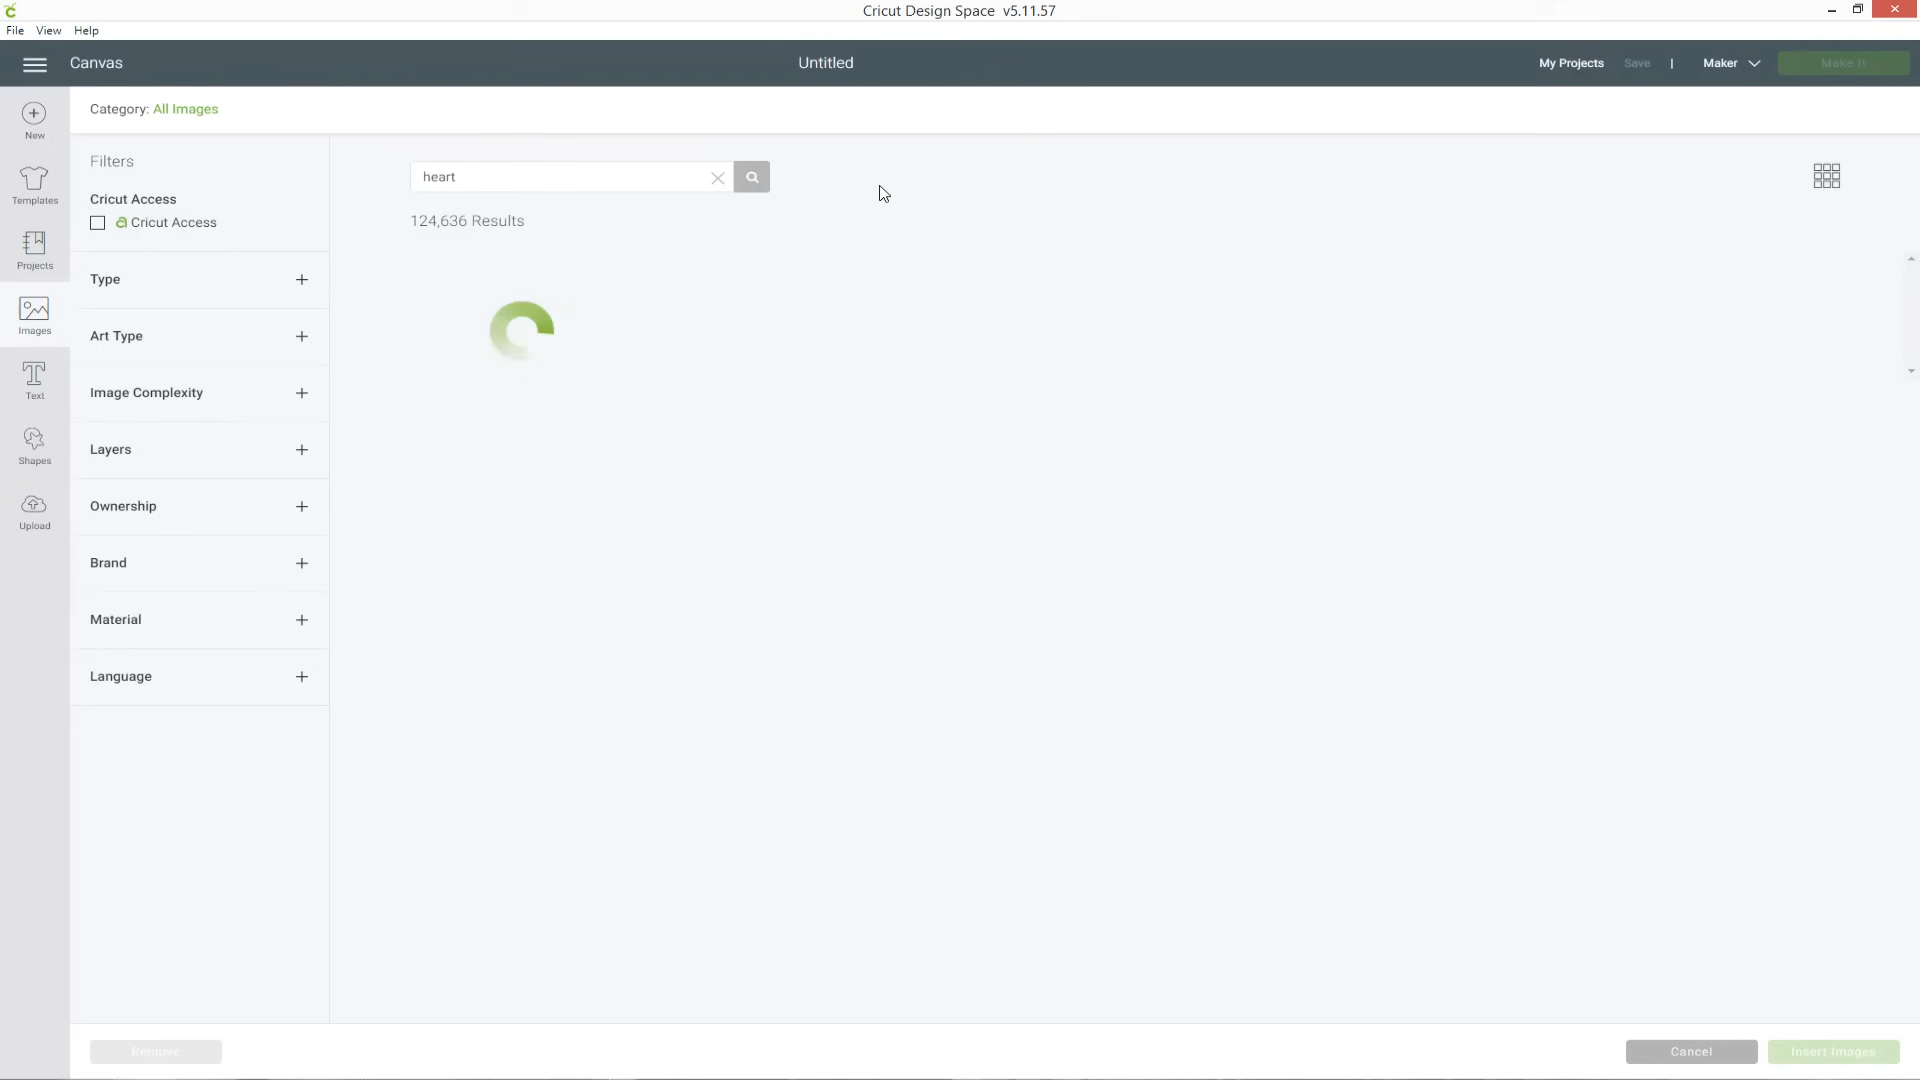 Cricut Design Space v5.11.57
File View Help
Canvas
Untitled
My Projects Save | Maker Make It
New
Templates
Projects
Images
Text
Shapes
Upload
Category: All Images
Filters
Cricut Access
Cricut Access
Type
Art Type
Image Complexity
Layers
Ownership
Brand
Material
Language
heart
124,636 Results
Remove
Cancel
Insert Images